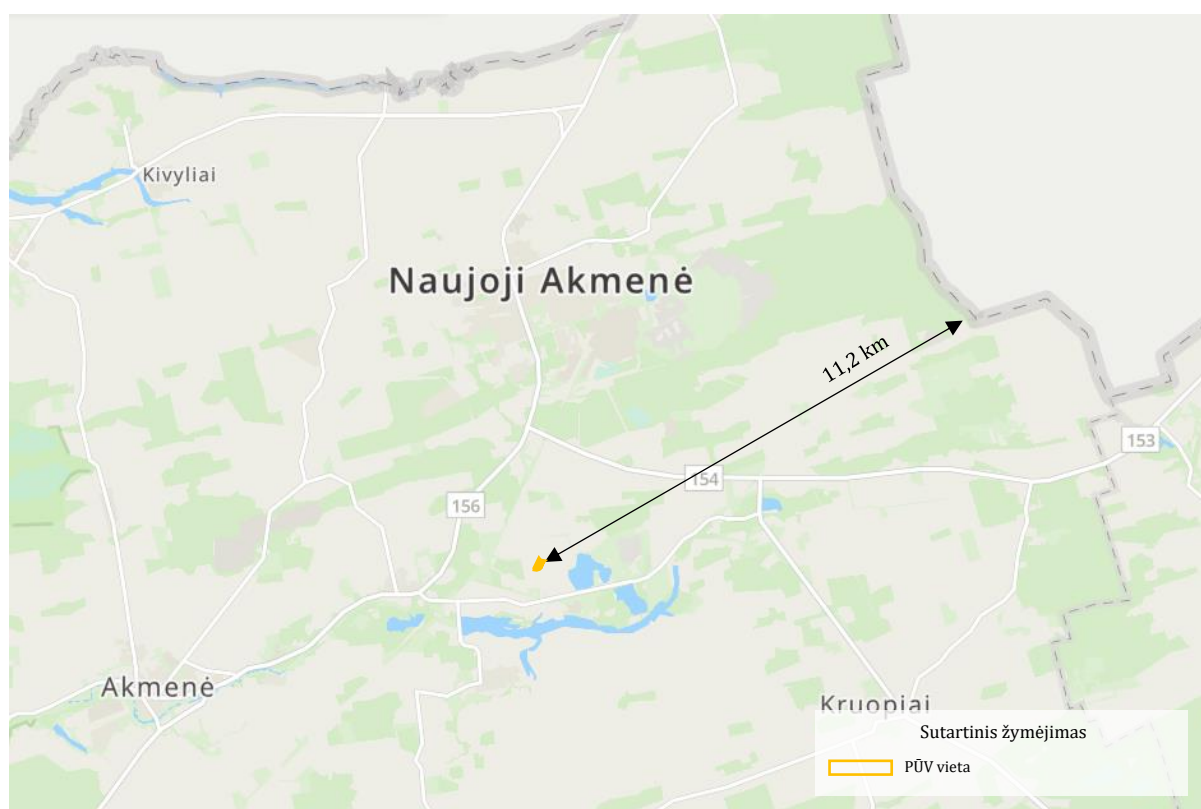 Kivyliai
Naujoji Akmenė
11,2 km
153
154
156
Akmenė
Kruopiai
Sutartinis žymėjimas
PŪV vieta